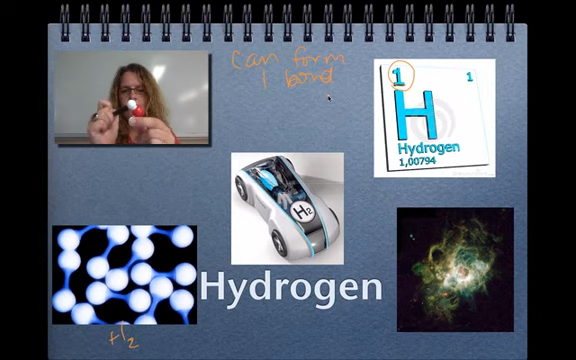 can form
1 bond
1
1
H
Hydrogen
1,00794
H2
Hydrogen
H2